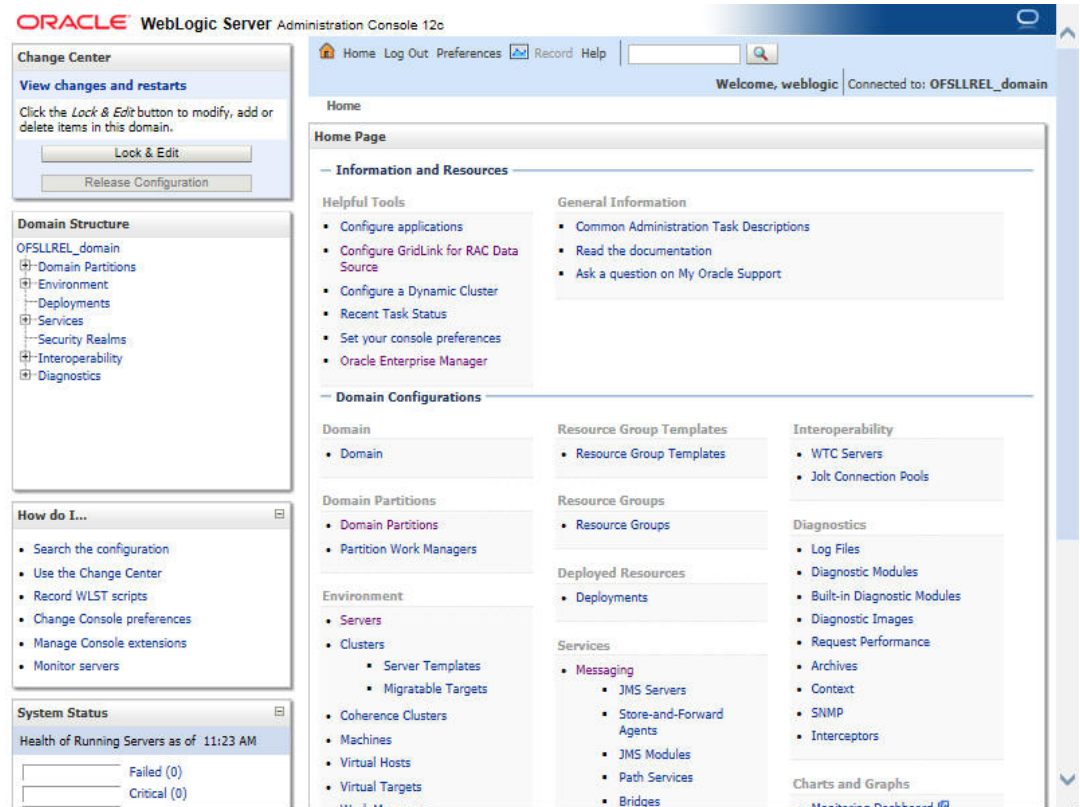 ORACLE WebLogic Server Administration Console 12c
Change Center
View changes and restarts
Click the Lock & Edit button to modify, add or
delete items in this domain.
Lock & Edit
Release Configuration
Domain Structure
OFSLLREL_domain
Domain Partitions
Environment
Deployments
Services
Security Realms
Interoperability
Diagnostics
How do I...
Search the configuration
Use the Change Center
Record WLST scripts
Change Console preferences
Manage Console extensions
Monitor servers
System Status
Health of Running Servers as of 11:23 AM
Failed (0)
Critical (0)
Home Log Out Preferences Record Help
Welcome, weblogic Connected to: OFSLLREL_domain
Home
Home Page
Information and Resources
Helpful Tools
Configure applications
Configure GridLink for RAC Data
Source
Configure a Dynamic Cluster
Recent Task Status
Set your console preferences
Oracle Enterprise Manager
General Information
Common Administration Task Descriptions
Read the documentation
Ask a question on My Oracle Support
Domain Configurations
Domain
Domain
Domain Partitions
Domain Partitions
Partition Work Managers
Environment
Servers
Clusters
Server Templates
Migratable Targets
Coherence Clusters
Machines
Virtual Hosts
Virtual Targets
Work Managers
Resource Group Templates
Resource Group Templates
Resource Groups
Resource Groups
Deployed Resources
Deployments
Services
Messaging
JMS Servers
Store-and-Forward
Agents
JMS Modules
Path Services
Bridges
Interoperability
WTC Servers
Jolt Connection Pools
Diagnostics
Log Files
Diagnostic Modules
Built-in Diagnostic Modules
Diagnostic Images
Request Performance
Archives
Context
SNMP
Interceptors
Charts and Graphs
Monitoring Dashboard